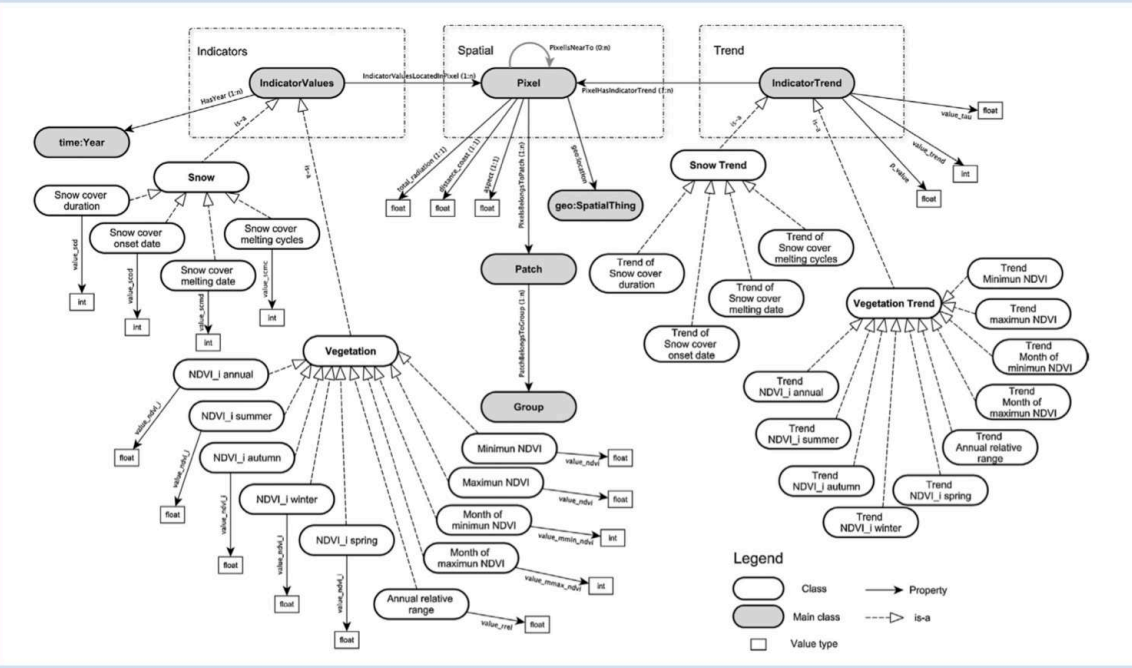 Indicators
Spatial
Trend
PixelIsNearTo (0:n)
IndicatorValues
IndicatorValuesLocatedInPixel (1:n)
Pixel
PixelHasIndicatorTrend (1:n)
IndicatorTrend
HasYear (1:n)
time:Year
is-a
is-a
is-a
is-a
value_tau
float
value_trend
int
p_value
float
total_radiation (1:1)
float
distance_coast (1:1)
float
aspect (1:1)
float
PixelsBelongsToPatch (1:n)
geo:location
geo:SpatialThing
Snow
Snow cover
duration
value_scd
int
Snow cover
onset date
value_scod
int
Snow cover
melting date
value_scmd
int
Snow cover
melting cycles
value_scmc
int
Patch
PatchBelongsToGroup (1:n)
Group
Snow Trend
Trend of
Snow cover
duration
Trend of
Snow cover
onset date
Trend of
Snow cover
melting date
Trend of
Snow cover
melting cycles
Vegetation
NDVI_i annual
value_ndvi_i
float
NDVI_i summer
value_ndvi_i
float
NDVI_i autumn
value_ndvi_i
float
NDVI_i winter
value_ndvi_i
float
NDVI_i spring
value_ndvi_i
float
Minimun NDVI
value_ndvi
float
Maximun NDVI
value_ndvi
float
Month of
minimun NDVI
value_mmin_ndvi
int
Month of
maximun NDVI
value_mmax_ndvi
int
Annual relative
range
value_rrel
float
Vegetation Trend
Trend
Minimun NDVI
Trend
maximun NDVI
Trend
Month of
minimun NDVI
Trend
Month of
maximun NDVI
Trend
Annual relative
range
Trend
NDVI_i annual
Trend
NDVI_i summer
Trend
NDVI_i autumn
Trend
NDVI_i winter
Trend
NDVI_i spring
Legend
Class
Property
Main class
is-a
Value type